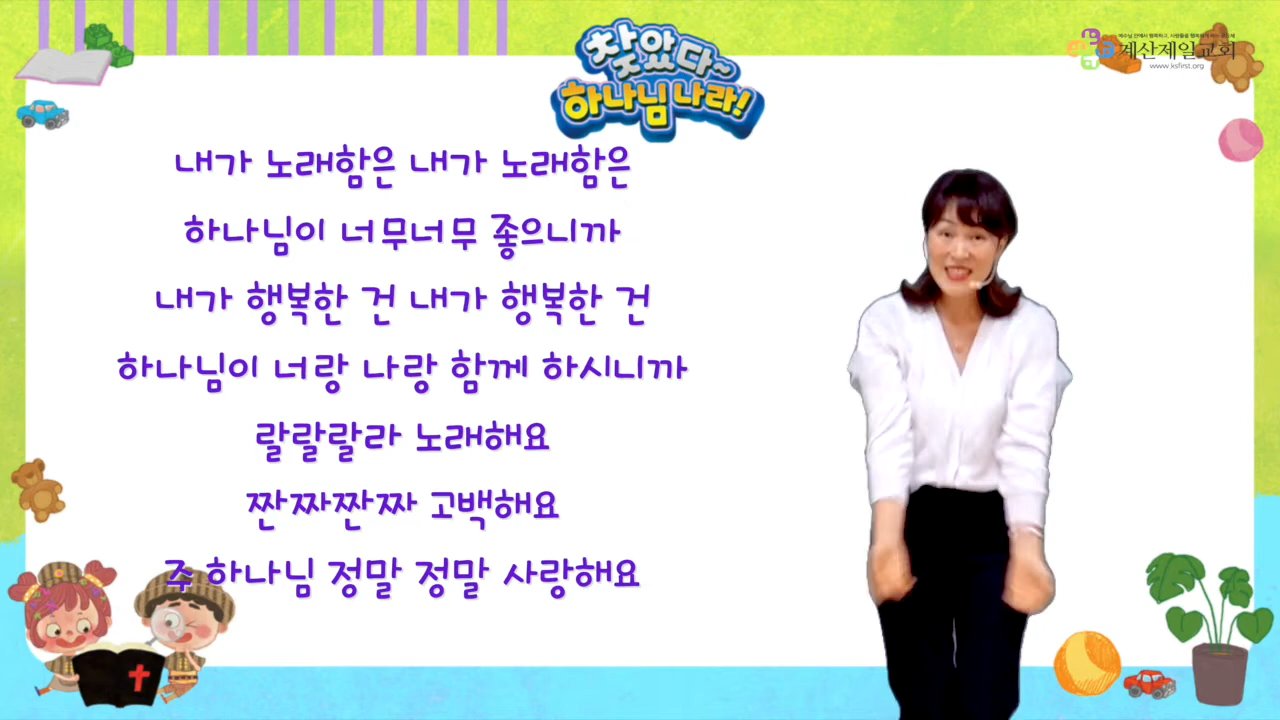 찾았다~
하나님 나라!
계산제일교회
www.ksfirst.org
내가 노래함은 내가 노래함은
하나님이 너무너무 좋으니까
내가 행복한 건 내가 행복한 건
하나님이 너랑 나랑 함께 하시니까
랄랄랄라 노래해요
짠짜짠짜 고백해요
주 하나님 정말 정말 사랑해요